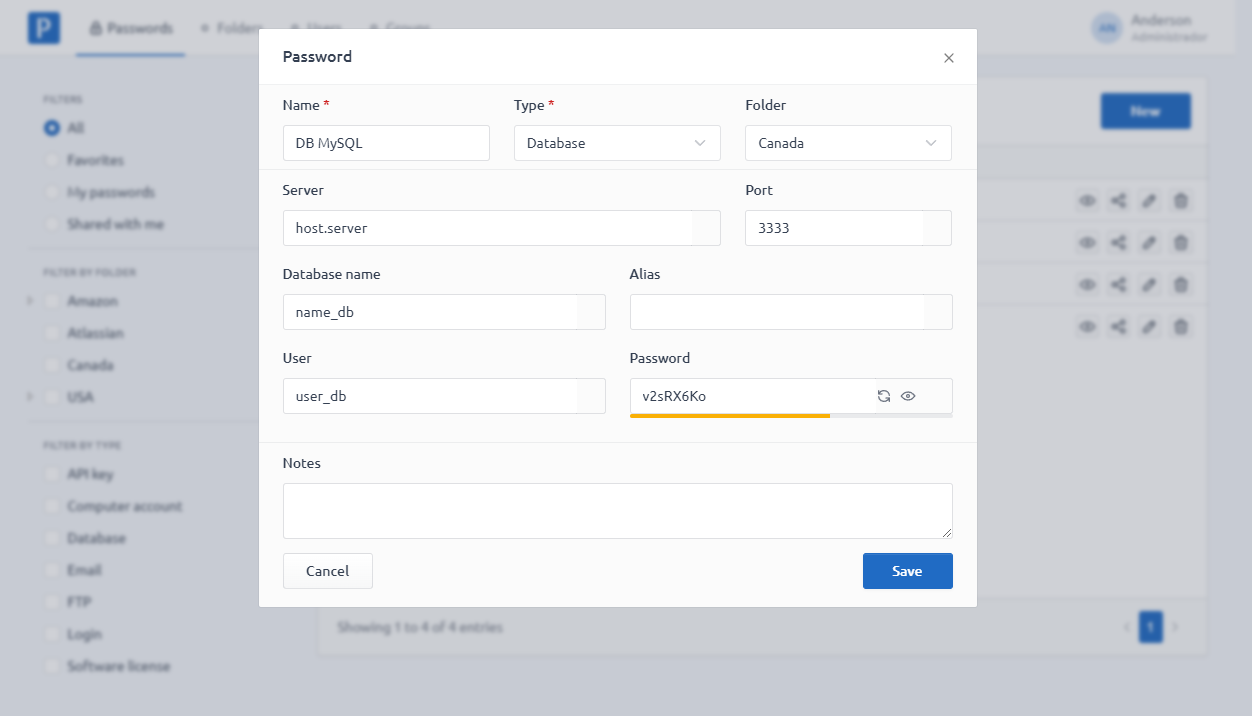 P Passwords Folders Users Groups
AN Anderson
Administrador
Password
Name *
Type *
Folder
DB MySQL
Database
Canada
Server
Port
host.server
3333
Database name
Alias
name_db
User
Password
user_db
v2sRX6Ko
Notes
Cancel
Save
FILTERS
All
Favorites
My passwords
Shared with me
FILTER BY FOLDER
Amazon
Atlassian
Canada
USA
FILTER BY TYPE
API key
Computer account
Database
Email
FTP
Login
Software license
New
Showing 1 to 4 of 4 entries
1